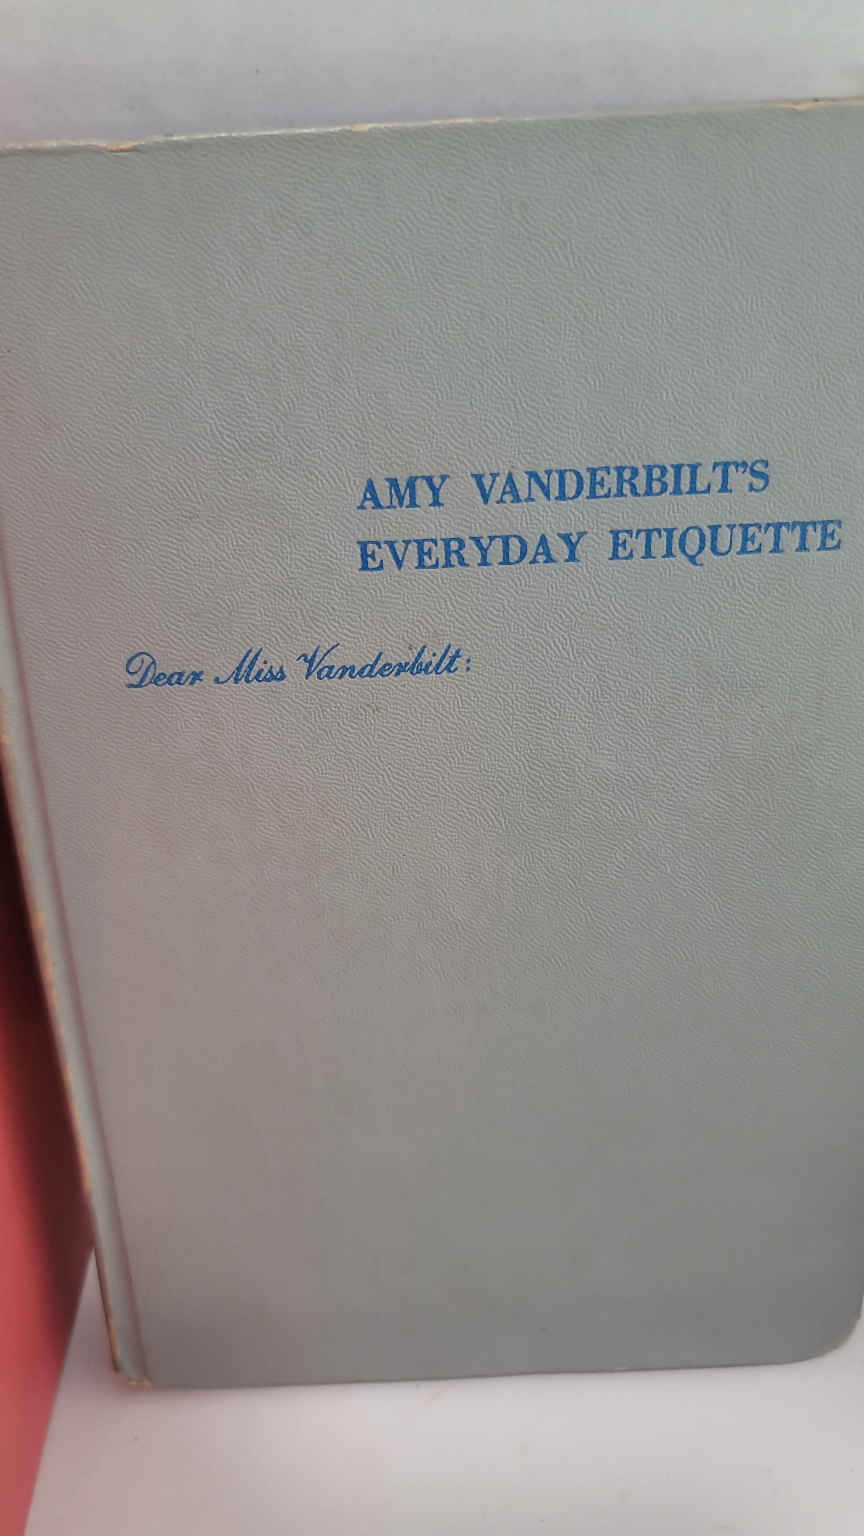 AMY VANDERBILT'S
EVERYDAY ETIQUETTE
Dear Miss Vanderbilt: